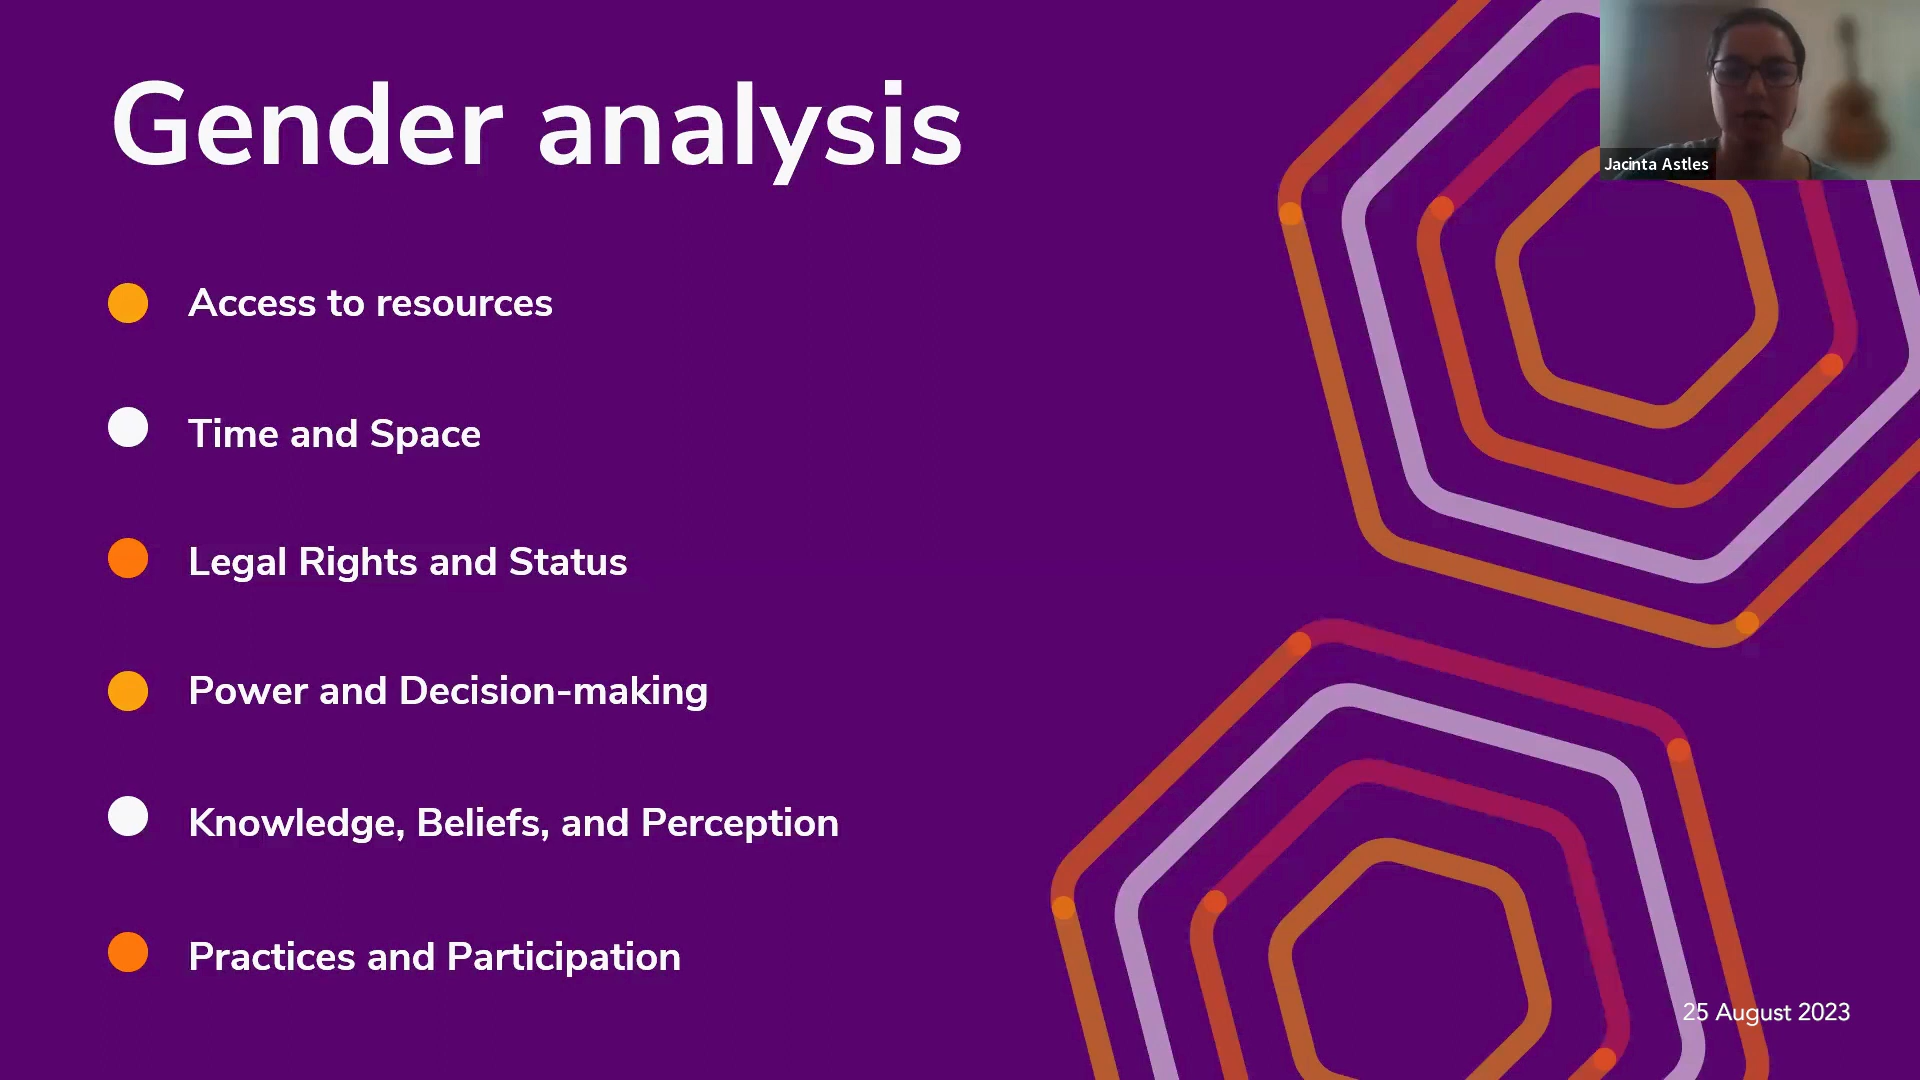 Gender analysis
Jacinta Astles
Access to resources
Time and Space
Legal Rights and Status
Power and Decision-making
Knowledge, Beliefs, and Perception
Practices and Participation
25 August 2023